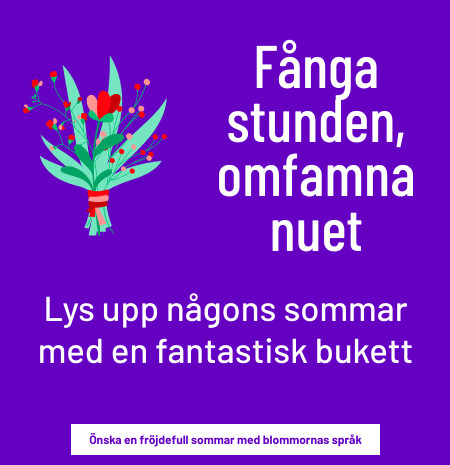 Fånga
stunden,
omfamna
nuet
Lys upp någons sommar
med en fantastisk bukett
Önska en fröjdefull sommar med blommornas språk